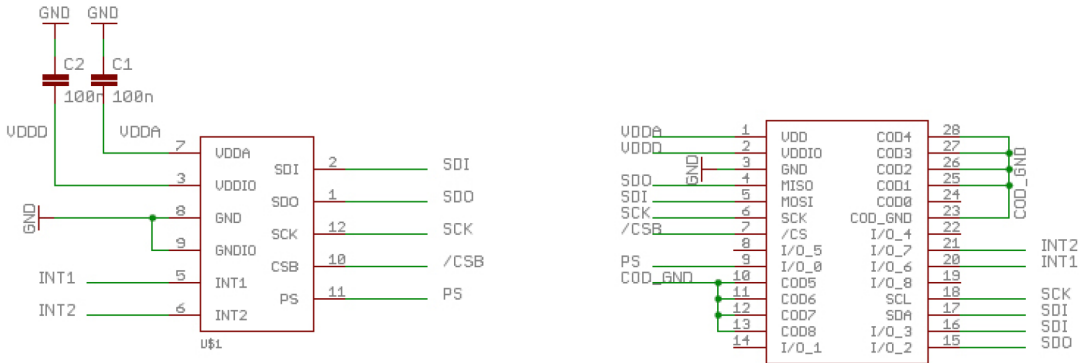 GND GND
C2 C1
100n 100n
VDDD VDDA
7 VDDA
3 VDDIO
GND 8 GND
9 GNDIO
INT1 5 INT1
INT2 6 INT2
SDI 2 SDI
SDO 1 SDO
SCK 12 SCK
CSB 10 /CSB
PS 11 PS
U$1
VDDA 1 VDD
VDDD 2 VDDIO
GND 3 GND
SDO 4 MISO
SDI 5 MOSI
SCK 6 SCK
/CSB 7 /CS
8 I/O_5
PS 9 I/O_0
COD_GND 10 COD5
11 COD6
12 COD7
13 COD8
14 I/O_1
COD4 28
COD3 27
COD2 26
COD1 25
COD0 24
COD_GND 23
COD_GND
I/O_4 22
I/O_7 21 INT2
I/O_6 20 INT1
I/O_8 19
SCL 18 SCK
SDA 17 SDI
I/O_3 16 SDI
I/O_2 15 SDO